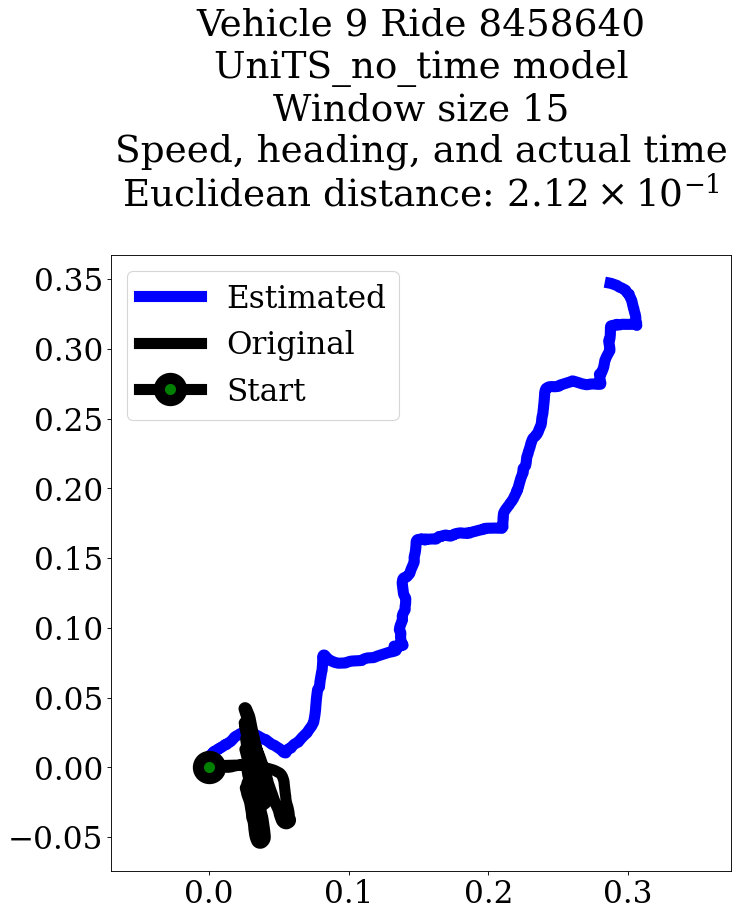 Vehicle 9 Ride 8458640
UniTS_no_time model
Window size 15
Speed, heading, and actual time
Euclidean distance: 2.12 × 10⁻¹
Estimated
Original
Start
0.35
0.30
0.25
0.20
0.15
0.10
0.05
0.00
−0.05
0.0 0.1 0.2 0.3